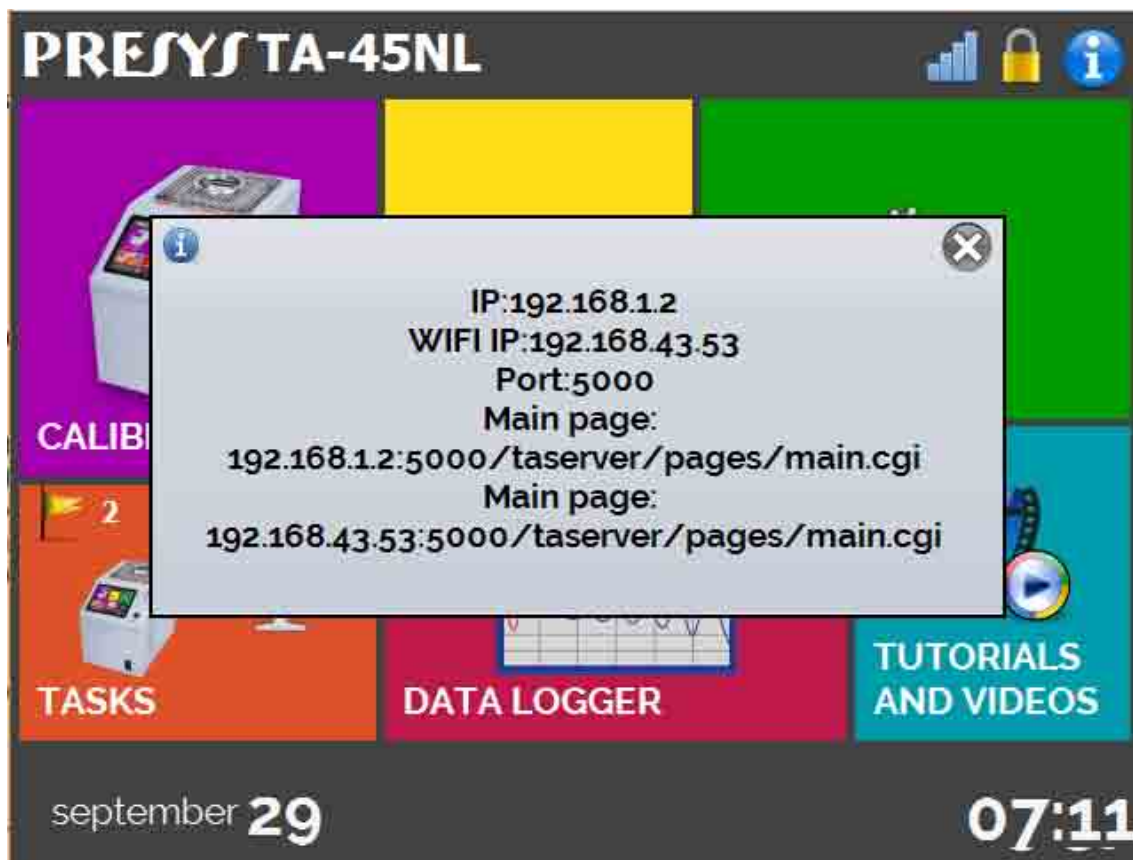 PRESYS TA-45NL
IP:192.168.1.2
WIFI IP:192.168.43.53
Port:5000
Main page:
192.168.1.2:5000/taserver/pages/main.cgi
Main page:
192.168.43.53:5000/taserver/pages/main.cgi
CALIB
2
TASKS
DATA LOGGER
TUTORIALS
AND VIDEOS
september 29
07:11